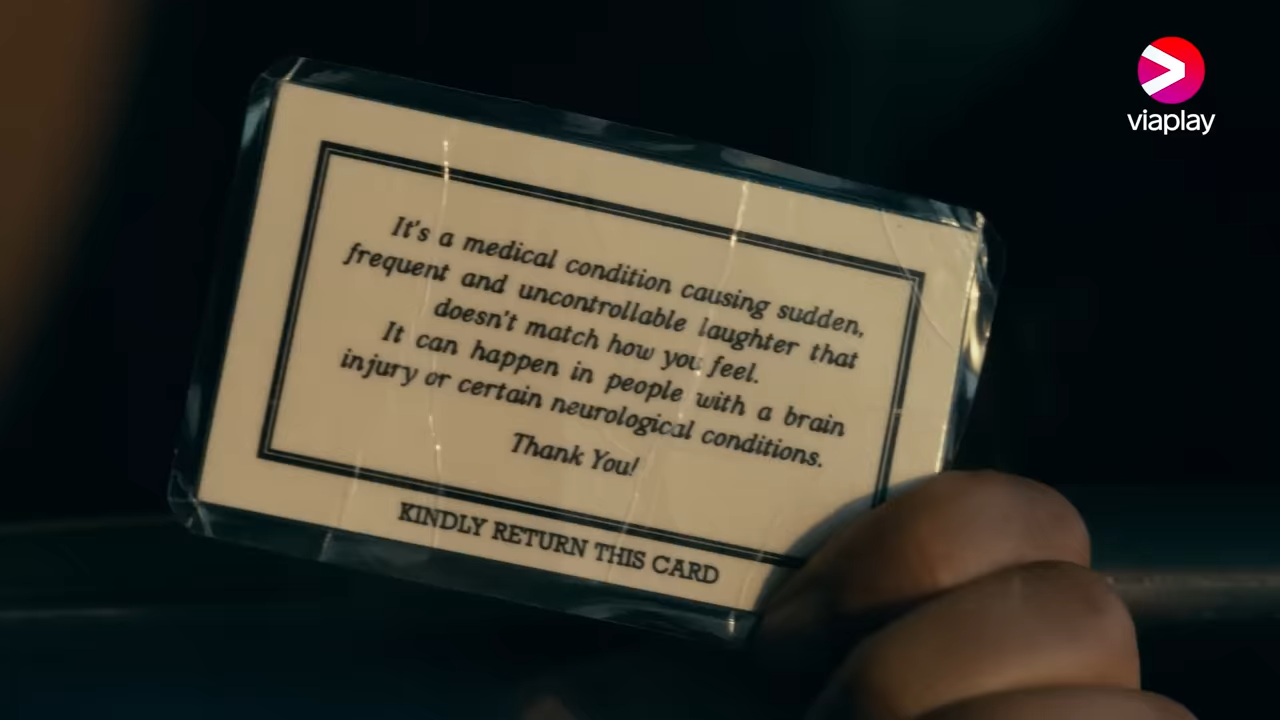 viaplay
It's a medical condition causing sudden,
frequent and uncontrollable laughter that
doesn't match how you feel.
It can happen in people with a brain
injury or certain neurological conditions.
Thank You!
KINDLY RETURN THIS CARD